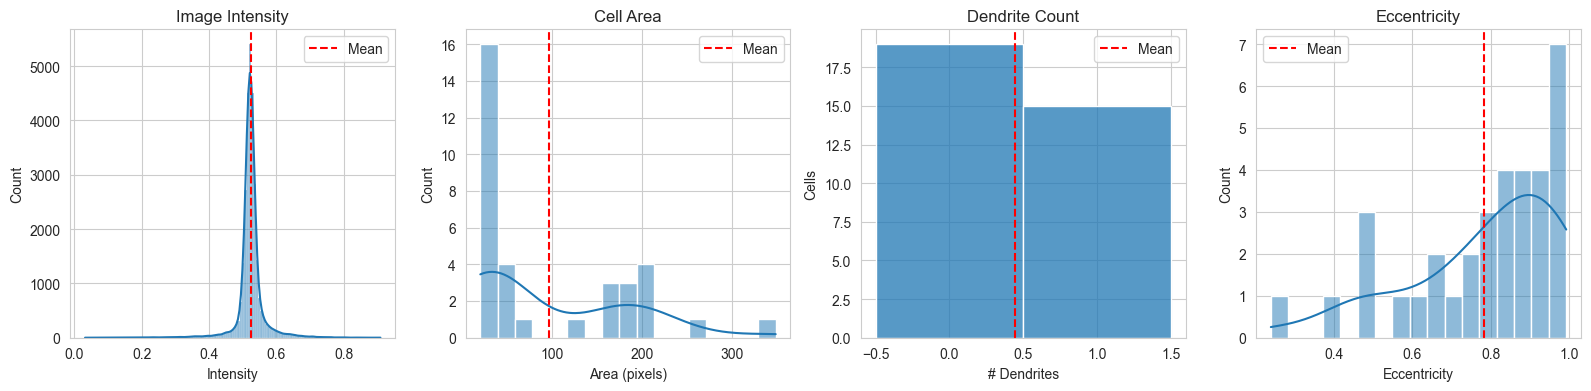 Image Intensity
Mean
5000
4000
3000
2000
1000
0
Count
0.0 0.2 0.4 0.6 0.8
Intensity
Cell Area
Mean
16
14
12
10
8
6
4
2
0
Count
100 200 300
Area (pixels)
Dendrite Count
Mean
17.5
15.0
12.5
10.0
7.5
5.0
2.5
0.0
Cells
−0.5 0.0 0.5 1.0 1.5
# Dendrites
Eccentricity
Mean
7
6
5
4
3
2
1
0
Count
0.4 0.6 0.8 1.0
Eccentricity